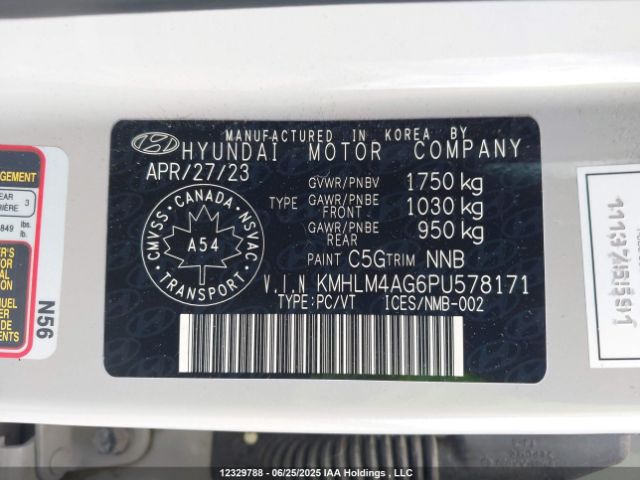 MANUFACTURED IN KOREA BY
HYUNDAI MOTOR COMPANY
APR/27/23
GVWR/PNBV 1750 kg
TYPE GAWR/PNBE FRONT 1030 kg
GAWR/PNBE REAR 950 kg
PAINT C5G TRIM NNB
V.I.N KMHLM4AG6PU578171
TYPE:PC/VT ICES/NMB-002
CMVSS • CANADA • NSVAC
A54
N56
12329788 - 06/25/2025 IAA Holdings , LLC